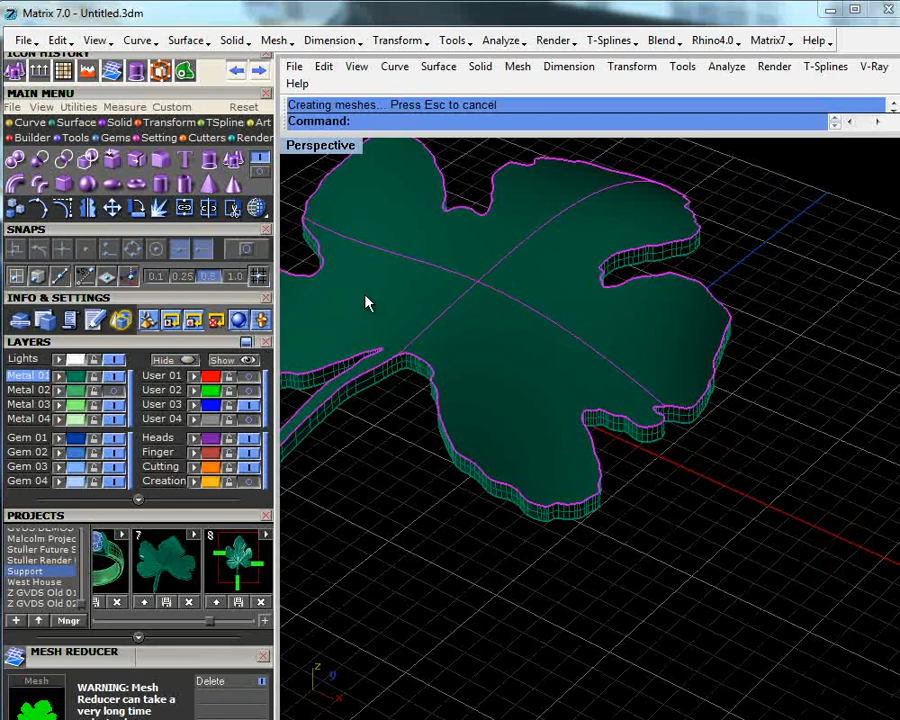 Matrix 7.0 - Untitled.3dm
File Edit View Curve Surface Solid Mesh Dimension Transform Tools Analyze Render T-Splines Blend Rhino4.0 Matrix7 Help
ICON HISTORY
MAIN MENU
File View Utilities Measure Custom Reset
Curve Surface Solid Transform TSpline Art
Builder Tools Gems Setting Cutters Render
SNAPS
0.1 0.25 0.5 1.0
INFO & SETTINGS
LAYERS
Lights Hide Show
Metal 01 User 01
Metal 02 User 02
Metal 03 User 03
Metal 04 User 04
Gem 01 Heads
Gem 02 Finger
Gem 03 Cutting
Gem 04 Creation
PROJECTS
GVDS DEMOS
Malcolm Projec
Stuller Future S
Stuller Render
Support
West House
Z GVDS Old 01
Z GVDS Old 02
7 8
Mngr
MESH REDUCER
Mesh
WARNING: Mesh
Reducer can take a
very long time
Delete
File Edit View Curve Surface Solid Mesh Dimension Transform Tools Analyze Render T-Splines V-Ray
Help
Creating meshes... Press Esc to cancel
Command:
Perspective
z
y
x